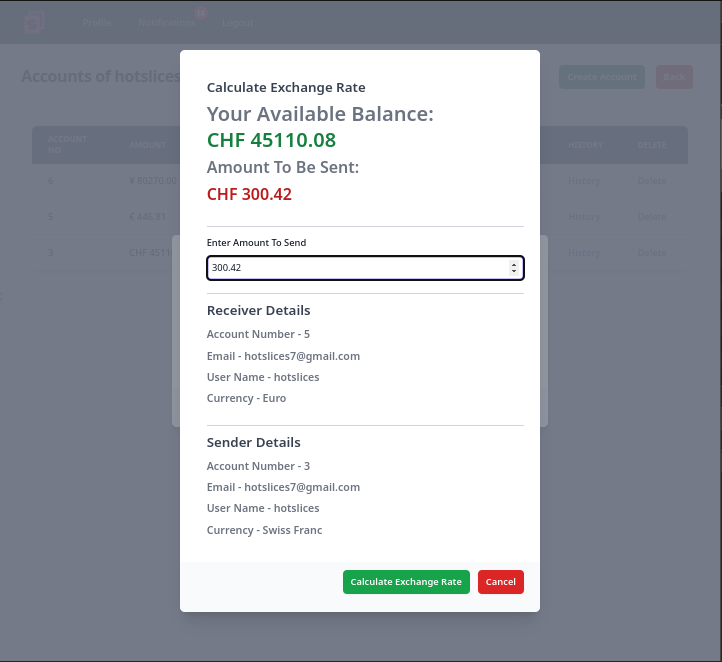 Profile Notifications Logout
Accounts of hotslices
Create Account Back
ACCOUNT NO. AMOUNT HISTORY DELETE
6 ¥ 80270.00 History Delete
5 € 446.81 History Delete
3 CHF 4511 History Delete
Calculate Exchange Rate
Your Available Balance:
CHF 45110.08
Amount To Be Sent:
CHF 300.42
Enter Amount To Send
300.42
Receiver Details
Account Number - 5
Email - hotslices7@gmail.com
User Name - hotslices
Currency - Euro
Sender Details
Account Number - 3
Email - hotslices7@gmail.com
User Name - hotslices
Currency - Swiss Franc
Calculate Exchange Rate Cancel